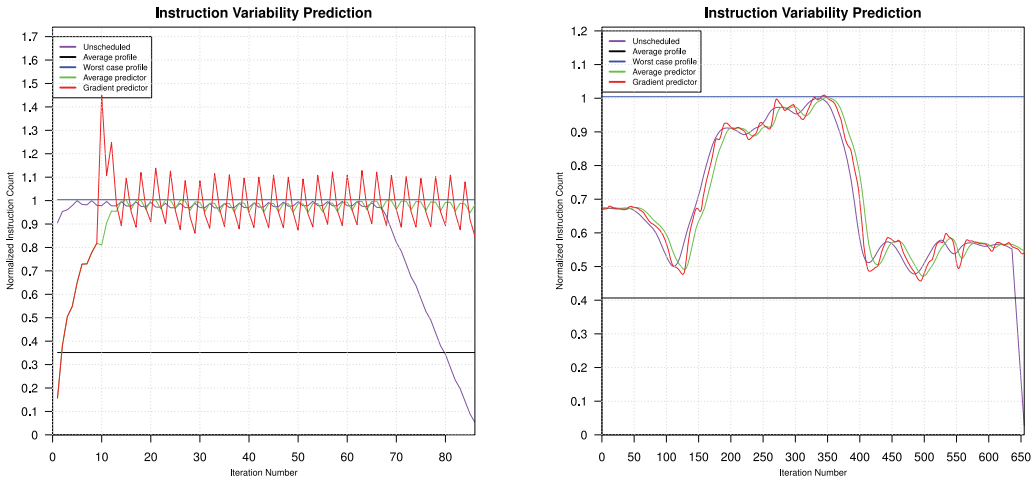 Instruction Variability Prediction
1.7
1.6
1.5
1.4
1.3
1.2
1.1
1
0.9
0.8
0.7
0.6
0.5
0.4
0.3
0.2
0.1
0
Normalized Instruction Count
Unscheduled
Average profile
Worst case profile
Average predictor
Gradient predictor
0 10 20 30 40 50 60 70 80
Iteration Number
Instruction Variability Prediction
1.2
1.1
1
0.9
0.8
0.7
0.6
0.5
0.4
0.3
0.2
0.1
0
Normalized Instruction Count
Unscheduled
Average profile
Worst case profile
Average predictor
Gradient predictor
0 50 100 150 200 250 300 350 400 450 500 550 600 650
Iteration Number